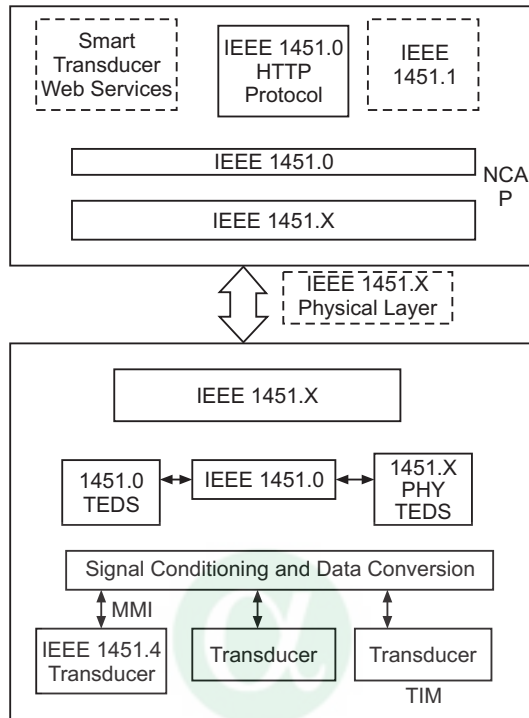 Smart
Transducer
Web Services
IEEE 1451.0
HTTP
Protocol
IEEE
1451.1
IEEE 1451.0
NCA
P
IEEE 1451.X
IEEE 1451.X
Physical Layer
IEEE 1451.X
1451.0
TEDS
IEEE 1451.0
1451.X
PHY
TEDS
Signal Conditioning and Data Conversion
MMI
IEEE 1451.4
Transducer
Transducer
Transducer
TIM